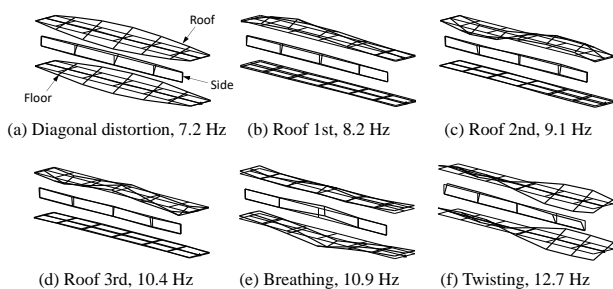 Roof
Side
Floor
(a) Diagonal distortion, 7.2 Hz
(b) Roof 1st, 8.2 Hz
(c) Roof 2nd, 9.1 Hz
(d) Roof 3rd, 10.4 Hz
(e) Breathing, 10.9 Hz
(f) Twisting, 12.7 Hz